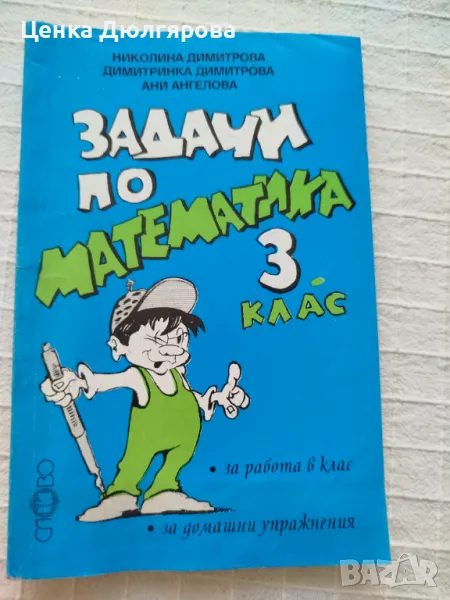 Ценка Дюлгярова
НИКОЛИНА ДИМИТРОВА
ДИМИТРИНКА ДИМИТРОВА
АНИ АНГЕЛОВА
ЗАДАЧИ
ПО
МАТЕМАТИКА
3
КЛАС
• за работа в клас
• за домашни упражнения
СЛОВО
BAZAR